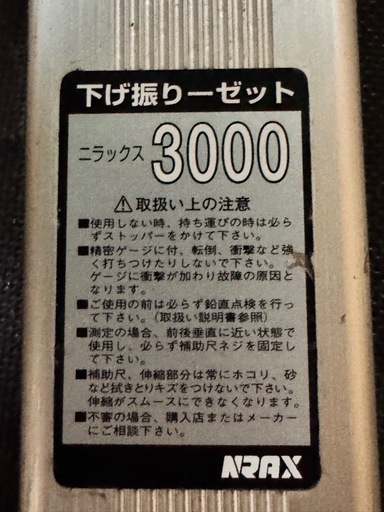 下げ振りーゼット
ニラックス 3000
⚠取扱い上の注意
■使用しない時、持ち運びの時は必ら
ずストッパーをかけて下さい。
■精密ゲージに付、転倒、衝撃など強
く打ちつけたりしないで下さい。
ゲージに衝撃が加わり故障の原因と
なります。
■ご使用の前は必らず鉛直点検を行っ
て下さい。（取扱い説明書参照）
■測定の場合、前後垂直に近い状態で
使用し、必らず補助尺ネジを固定し
て下さい。
■補助尺、伸縮部分は常にホコリ、砂
など拭きとりキズをつけないで下さい。
伸縮がスムースにできなくなります。
■不審の場合、購入店またはメーカー
にご相談下さい。
NRAX